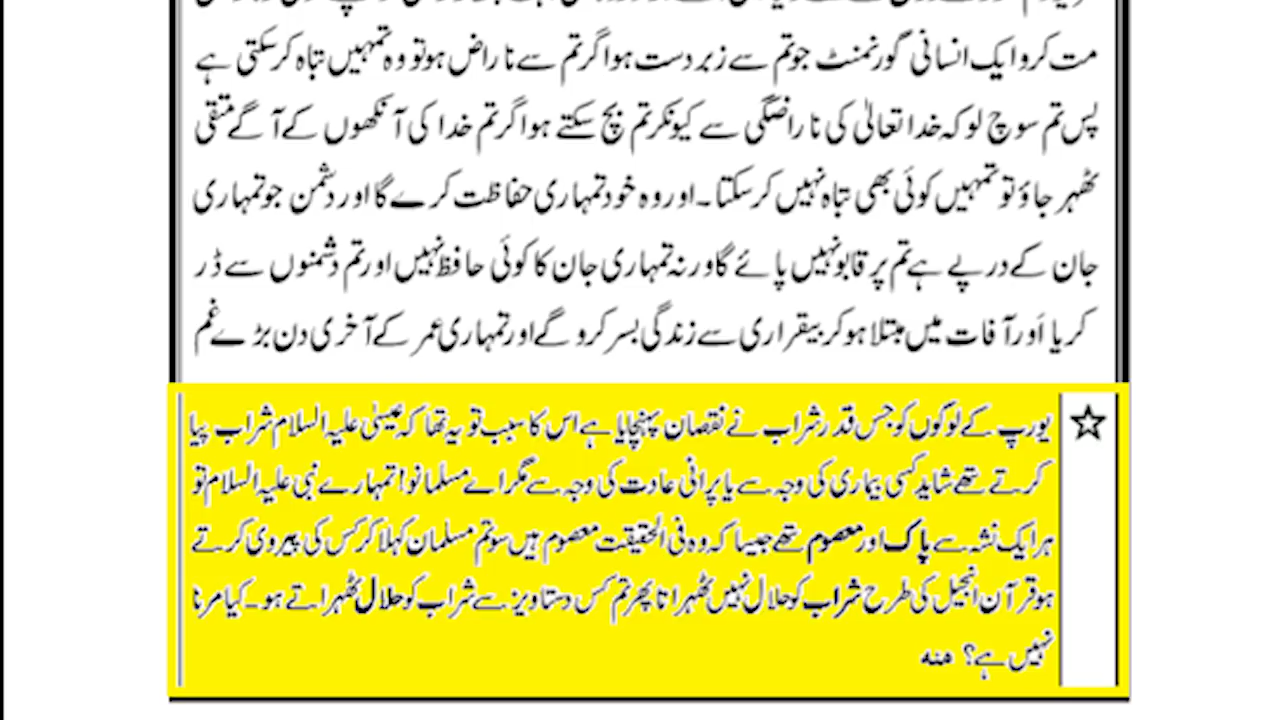 مت کرو ایک انسانی گورنمنٹ جو تم سے زبردست ہو اگر تم سے ناراض ہو تو وہ تمہیں تباہ کر سکتی ہے
پس تم سوچ لو کہ خدا تعالیٰ کی ناراضگی سے کیونکر تم بچ سکتے ہو اگر تم خدا کی آنکھوں کے آگے متقی
ٹھہر جاؤ تو تمہیں کوئی بھی تباہ نہیں کر سکتا۔ اور وہ خود تمہاری حفاظت کرے گا اور دشمن جو تمہاری
جان کے درپے ہے تم پر قابو نہیں پائے گا ورنہ تمہاری جان کا کوئی حافظ نہیں اور تم دشمنوں سے ڈر
کر یا اَور آفات میں مبتلا ہو کر بیقراری سے زندگی بسر کرو گے اور تمہاری عمر کے آخری دن بڑے غم
☆ یورپ کے لوگوں کو جس قدر شراب نے نقصان پہنچایا ہے اس کا سبب تو یہ تھا کہ عیسیٰ علیہ السلام شراب پیا
کرتے تھے شاید کسی بیماری کی وجہ سے یا پرانی عادت کی وجہ سے مگر اے مسلمانو! تمہارے نبی علیہ السلام تو
ہر ایک نشہ سے پاک اور معصوم تھے جیسا کہ وہ فی الحقیقت معصوم ہیں سو تم مسلمان کہلا کر کس کی پیروی کرتے
ہو قرآن انجیل کی طرح شراب کو حلال نہیں ٹھہراتا پھر تم کس دستاویز سے شراب کو حلال ٹھہراتے ہو۔ کیا مرنا
نہیں ہے؟ منہ